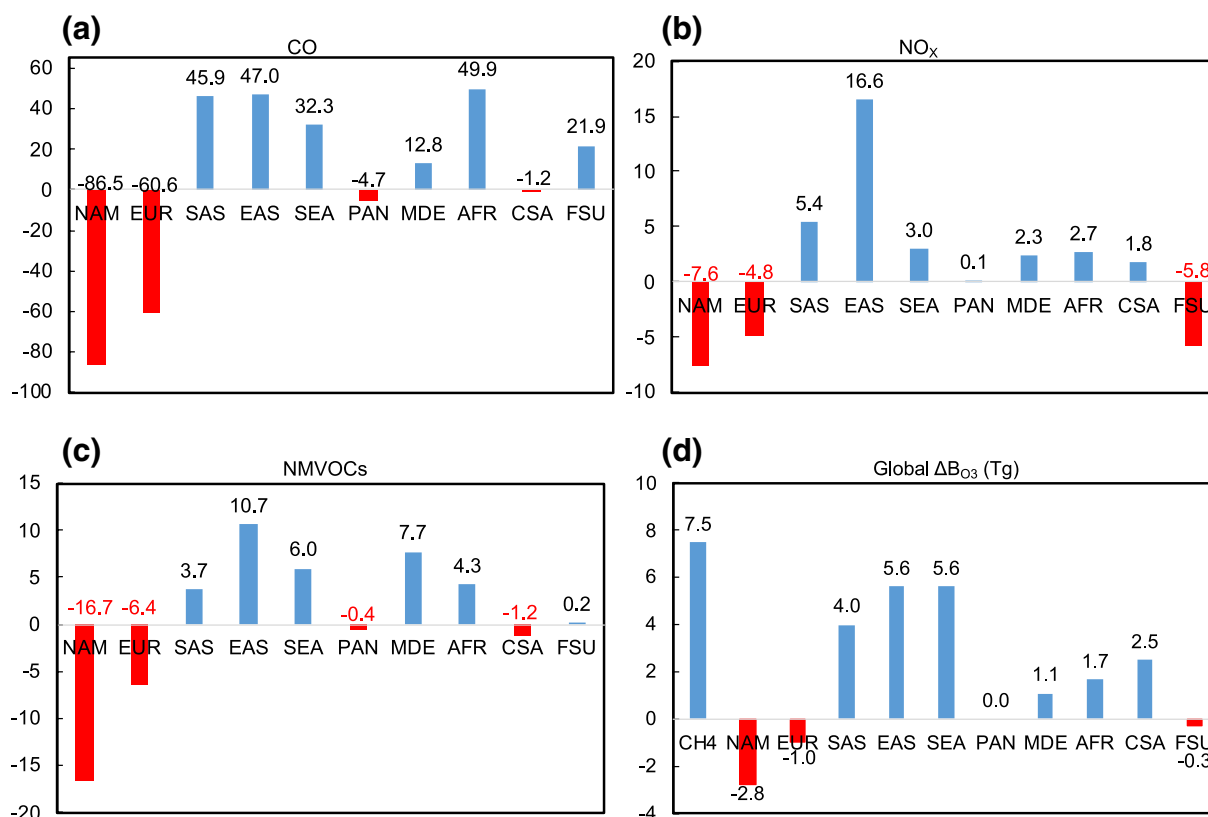 (a)
CO
60
40
20
0
-20
-40
-60
-80
-100
-86.5 -60.6 45.9 47.0 32.3 -4.7 12.8 49.9 -1.2 21.9
NAM EUR SAS EAS SEA PAN MDE AFR CSA FSU
(b)
NOX
20
15
10
5
0
-5
-10
-7.6 -4.8 5.4 16.6 3.0 0.1 2.3 2.7 1.8 -5.8
NAM EUR SAS EAS SEA PAN MDE AFR CSA FSU
(c)
NMVOCs
15
10
5
0
-5
-10
-15
-20
-16.7 -6.4 3.7 10.7 6.0 -0.4 7.7 4.3 -1.2 0.2
NAM EUR SAS EAS SEA PAN MDE AFR CSA FSU
(d)
Global ΔBO3 (Tg)
10
8
6
4
2
0
-2
-4
7.5 -2.8 -1.0 4.0 5.6 5.6 0.0 1.1 1.7 2.5 -0.3
CH4 NAM EUR SAS EAS SEA PAN MDE AFR CSA FSU